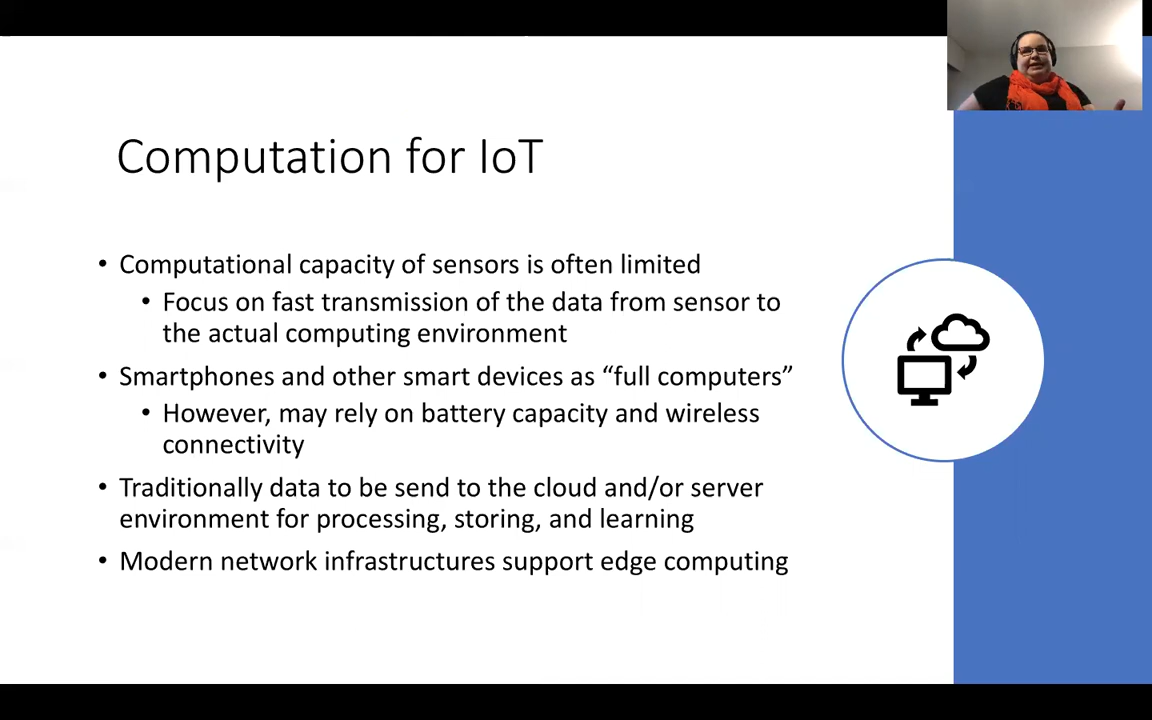 Computation for IoT
• Computational capacity of sensors is often limited
• Focus on fast transmission of the data from sensor to
the actual computing environment
• Smartphones and other smart devices as “full computers”
• However, may rely on battery capacity and wireless
connectivity
• Traditionally data to be send to the cloud and/or server
environment for processing, storing, and learning
• Modern network infrastructures support edge computing